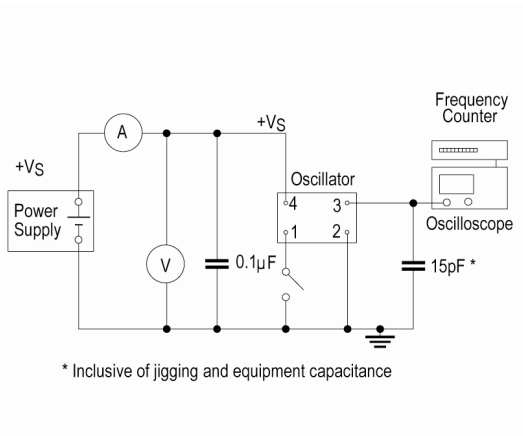 Frequency
Counter
A
+VS
Oscillator
+VS
4 3
Power
Supply
Oscilloscope
1 2
V
0.1µF
15pF *
* Inclusive of jigging and equipment capacitance